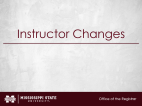 Instructor Changes
MISSISSIPPI STATE
UNIVERSITY
Office of the Registrar